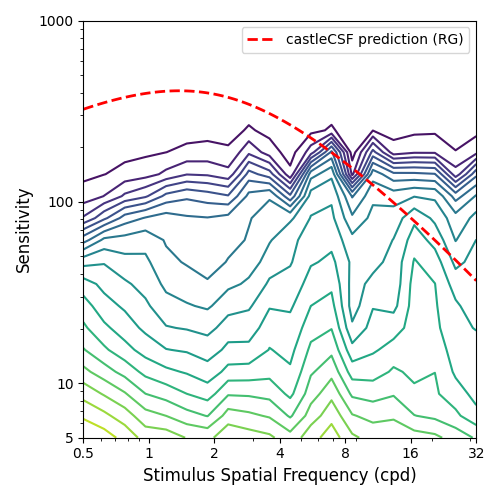 1000
castleCSF prediction (RG)
100
10
5
Sensitivity
0.5 1 2 4 8 16 32
Stimulus Spatial Frequency (cpd)